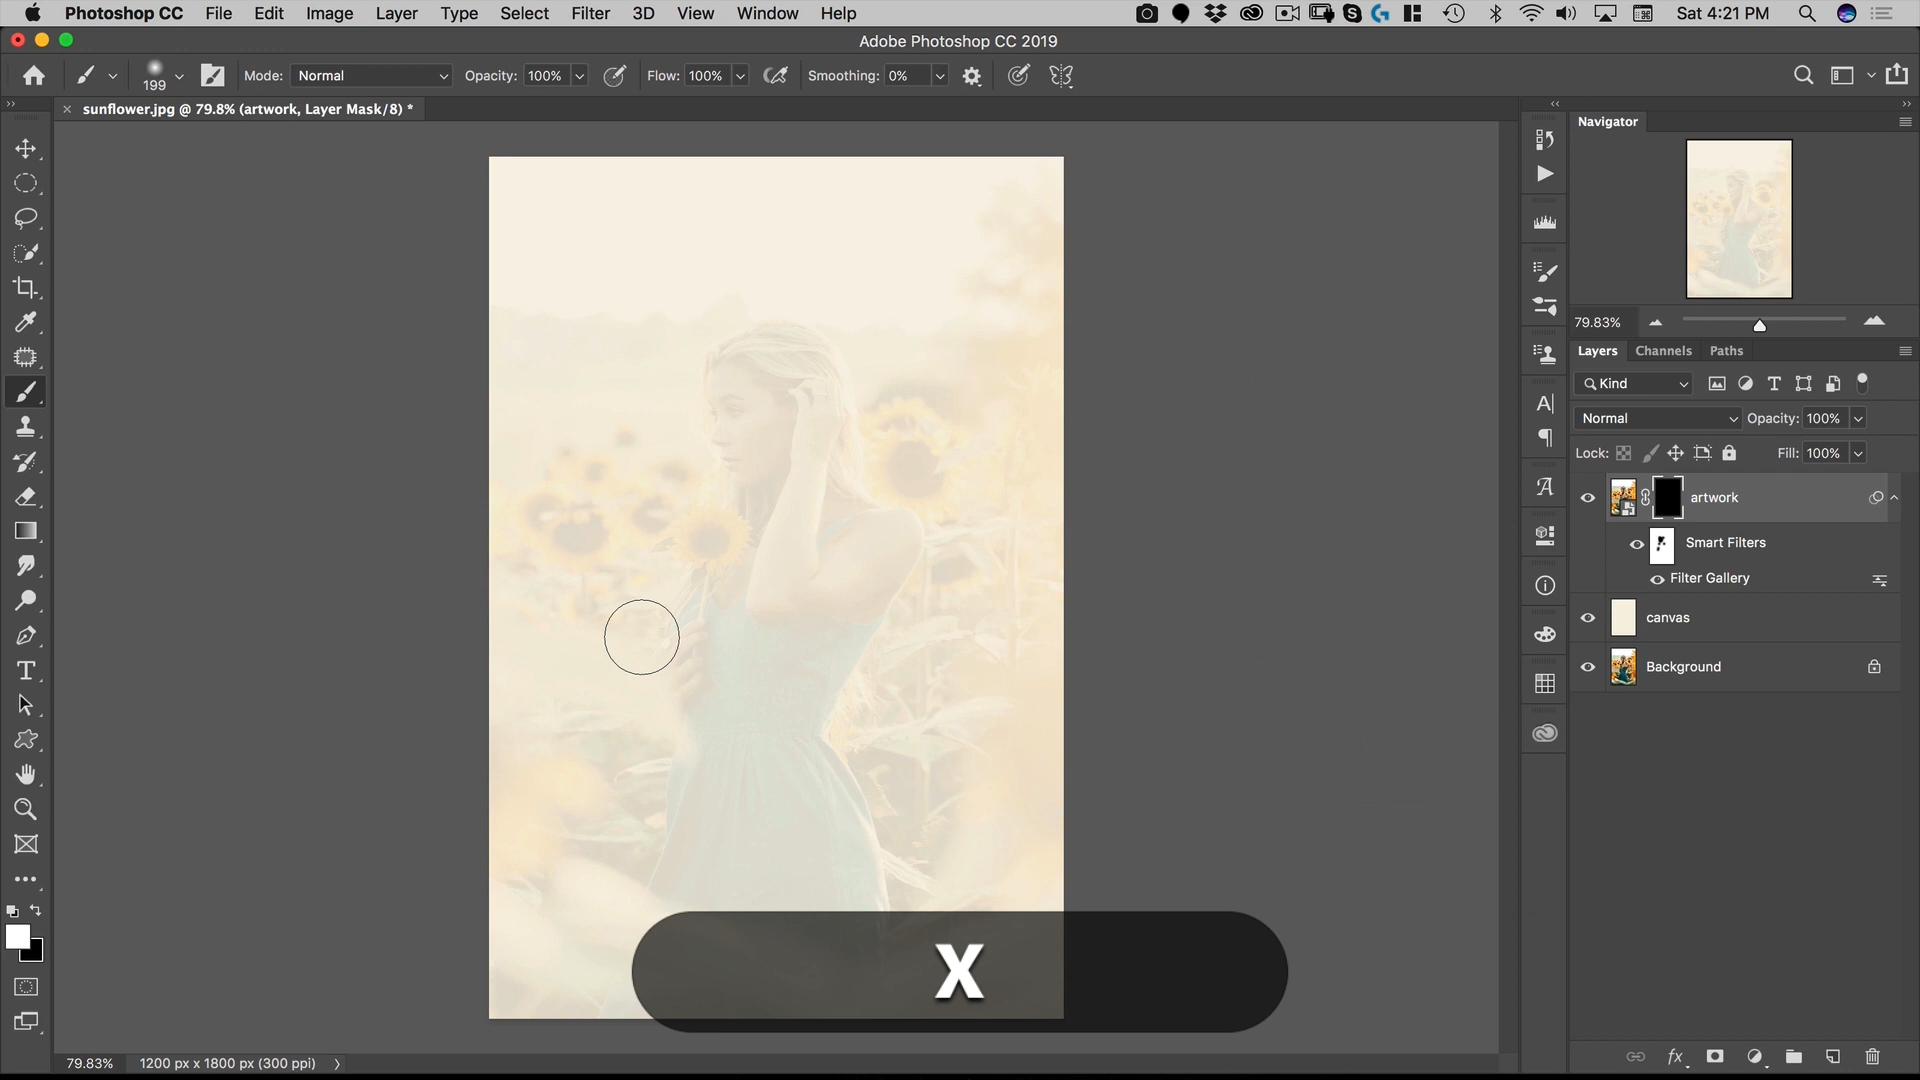 Photoshop CC File Edit Image Layer Type Select Filter 3D View Window Help Sat 4:21 PM
Adobe Photoshop CC 2019
199 Mode: Normal Opacity: 100% Flow: 100% Smoothing: 0%
sunflower.jpg @ 79.8% (artwork, Layer Mask/8) *
Navigator
79.83%
Layers Channels Paths
Kind
Normal Opacity: 100%
Lock: Fill: 100%
artwork
Smart Filters
Filter Gallery
canvas
Background
X
79.83% 1200 px x 1800 px (300 ppi)